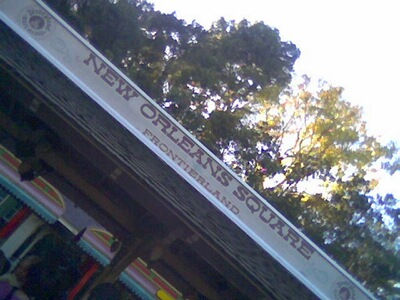 NEW ORLEANS SQUARE
FRONTIERLAND